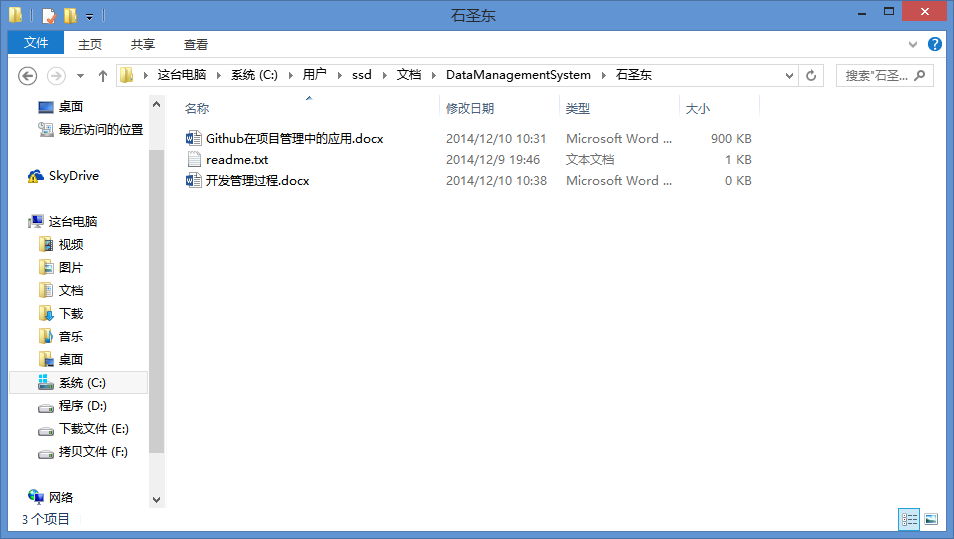 石圣东
文件 主页 共享 查看
这台电脑 系统 (C:) 用户 ssd 文档 DataManagementSystem 石圣东 搜索"石圣...
桌面
最近访问的位置
SkyDrive
这台电脑
视频
图片
文档
下载
音乐
桌面
系统 (C:)
程序 (D:)
下载文件 (E:)
拷贝文件 (F:)
网络
名称 修改日期 类型 大小
Github在项目管理中的应用.docx 2014/12/10 10:31 Microsoft Word ... 900 KB
readme.txt 2014/12/9 19:46 文本文档 1 KB
开发管理过程.docx 2014/12/10 10:38 Microsoft Word ... 0 KB
3 个项目